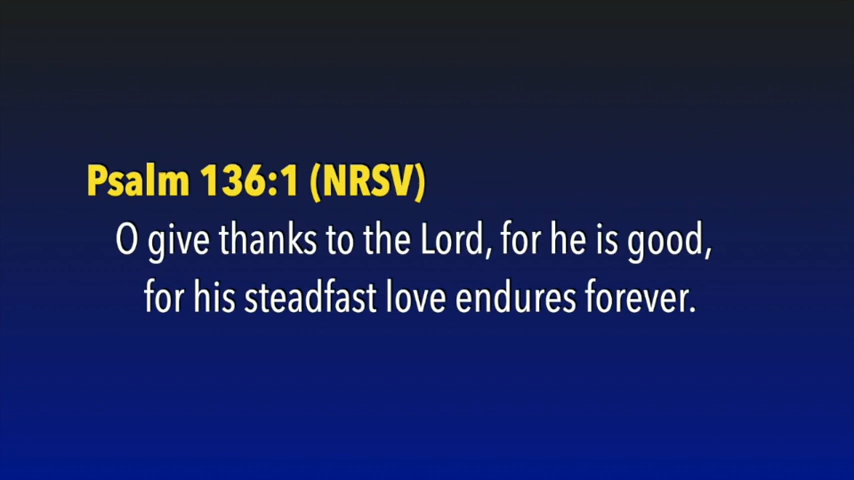 Psalm 136:1 (NRSV)
O give thanks to the Lord, for he is good,
for his steadfast love endures forever.